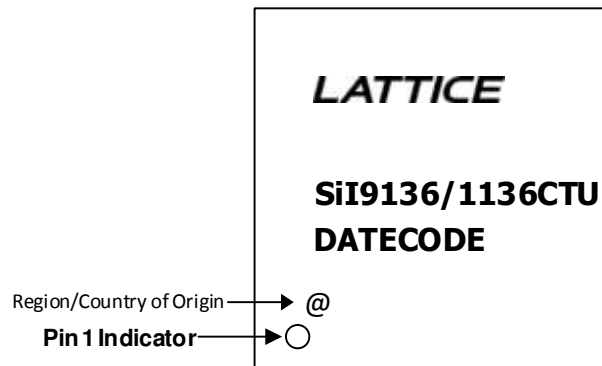 LATTICE
SiI9136/1136CTU
DATECODE
Region/Country of Origin @
Pin 1 Indicator